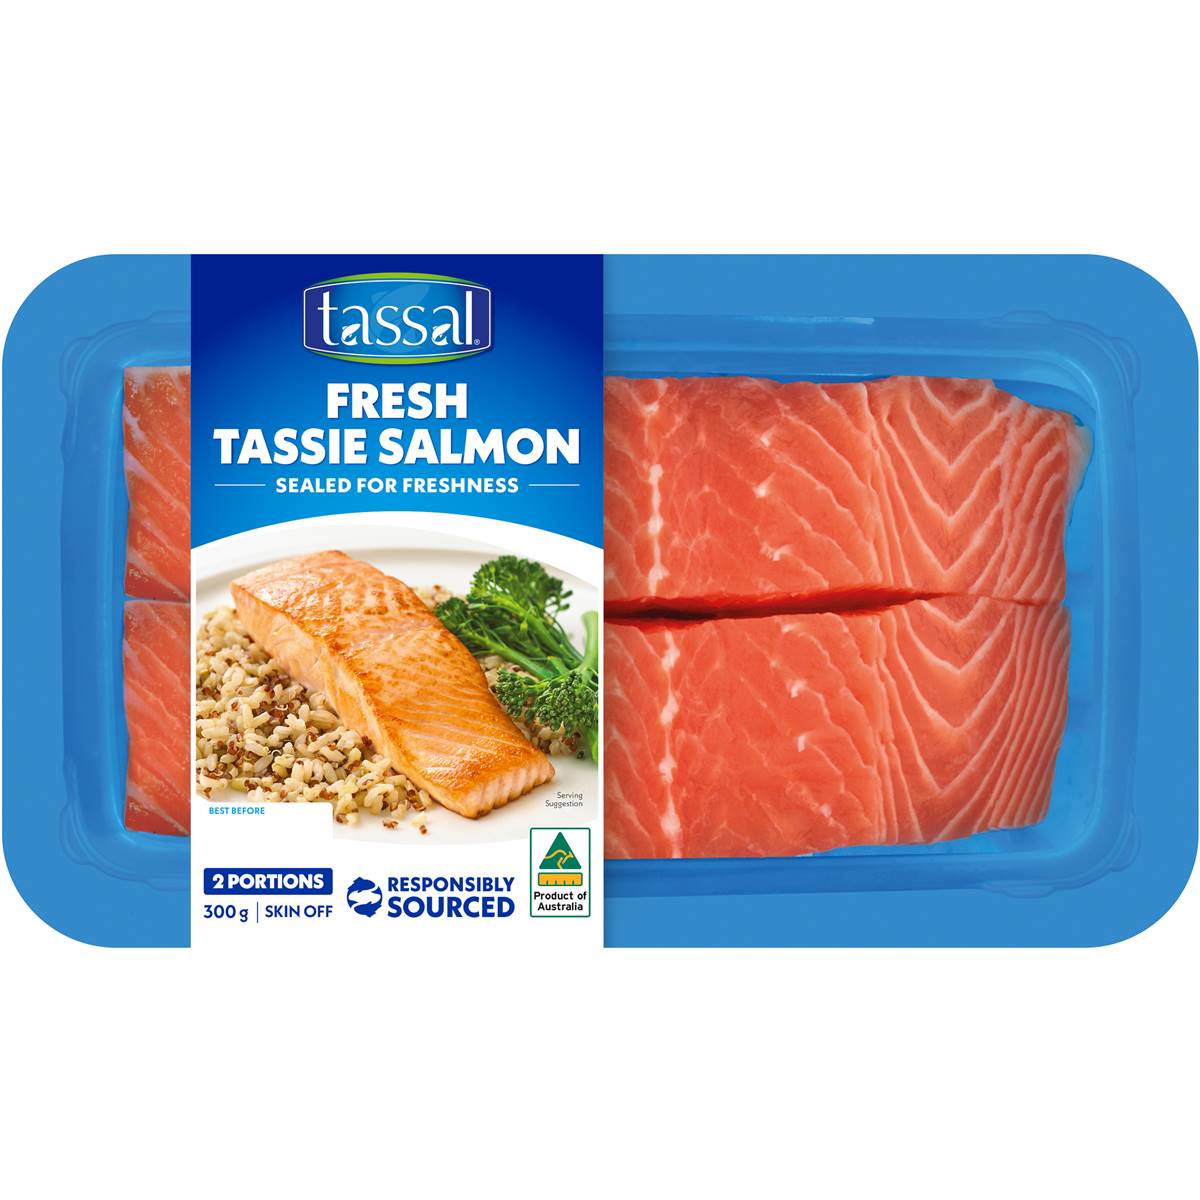 tassal®
FRESH
TASSIE SALMON
SEALED FOR FRESHNESS
Serving
Suggestion
BEST BEFORE
2 PORTIONS
300 g | SKIN OFF
RESPONSIBLY
SOURCED
Product of
Australia